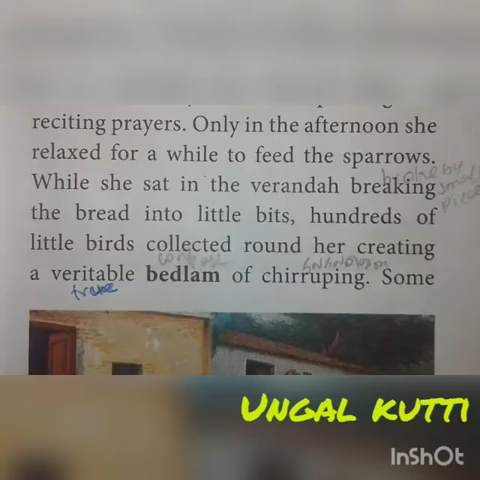 reciting prayers. Only in the afternoon she
relaxed for a while to feed the sparrows.
While she sat in the verandah breaking
the bread into little bits, hundreds of
little birds collected round her creating
a veritable bedlam of chirruping. Some
UNGAL KUTTI
InShOt